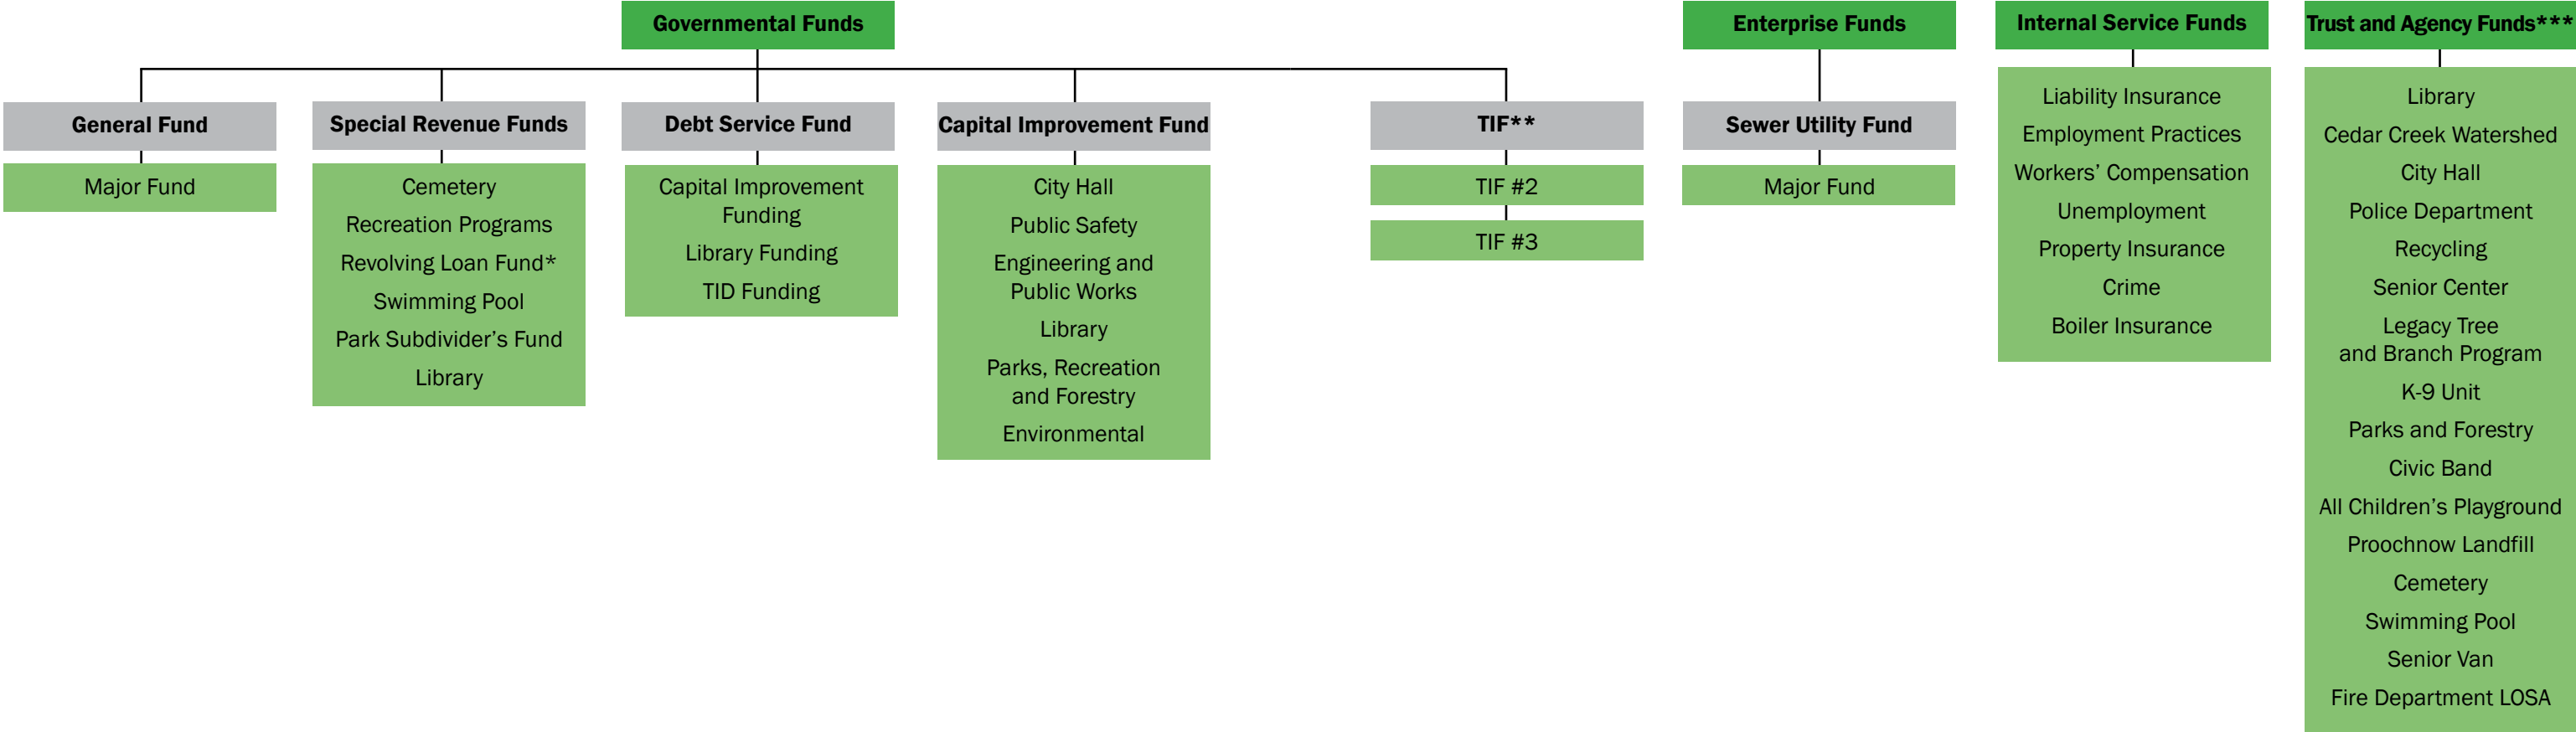 Governmental Funds
General Fund
Major Fund
Special Revenue Funds
Cemetery
Recreation Programs
Revolving Loan Fund*
Swimming Pool
Park Subdivider’s Fund
Library
Debt Service Fund
Capital Improvement
Funding
Library Funding
TID Funding
Capital Improvement Fund
City Hall
Public Safety
Engineering and
Public Works
Library
Parks, Recreation
and Forestry
Environmental
TIF**
TIF #2
TIF #3
Enterprise Funds
Sewer Utility Fund
Major Fund
Internal Service Funds
Liability Insurance
Employment Practices
Workers’ Compensation
Unemployment
Property Insurance
Crime
Boiler Insurance
Trust and Agency Funds***
Library
Cedar Creek Watershed
City Hall
Police Department
Recycling
Senior Center
Legacy Tree
and Branch Program
K-9 Unit
Parks and Forestry
Civic Band
All Children’s Playground
Proochnow Landfill
Cemetery
Swimming Pool
Senior Van
Fire Department LOSA